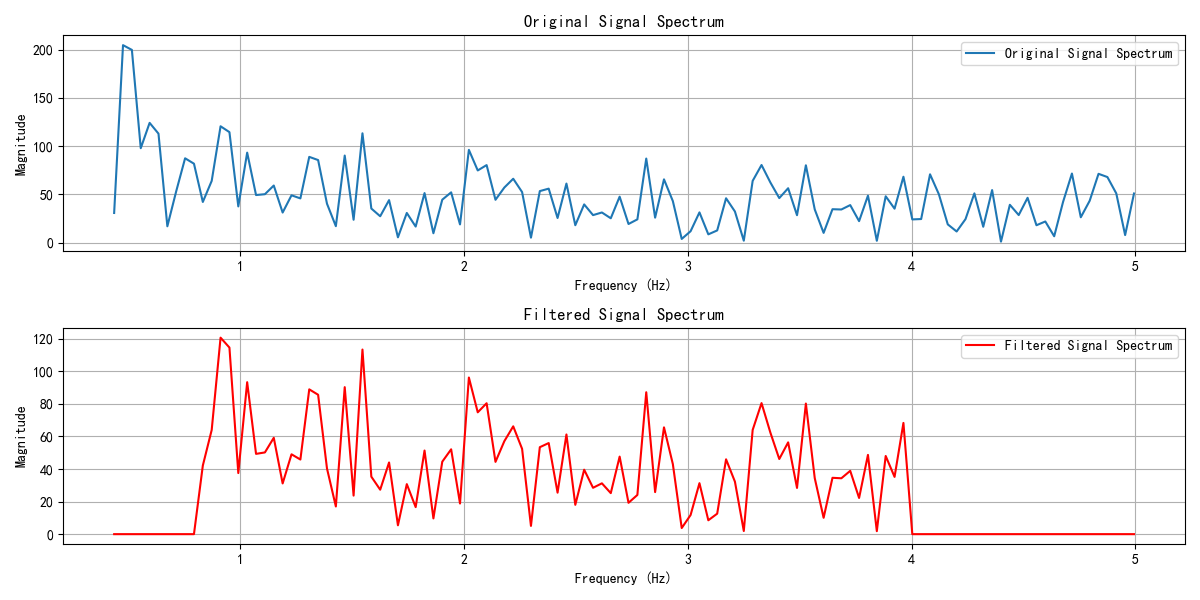 Original Signal Spectrum
Original Signal Spectrum
200
150
100
50
0
Magnitude
1 2 3 4 5
Frequency (Hz)
Filtered Signal Spectrum
Filtered Signal Spectrum
120
100
80
60
40
20
0
Magnitude
1 2 3 4 5
Frequency (Hz)